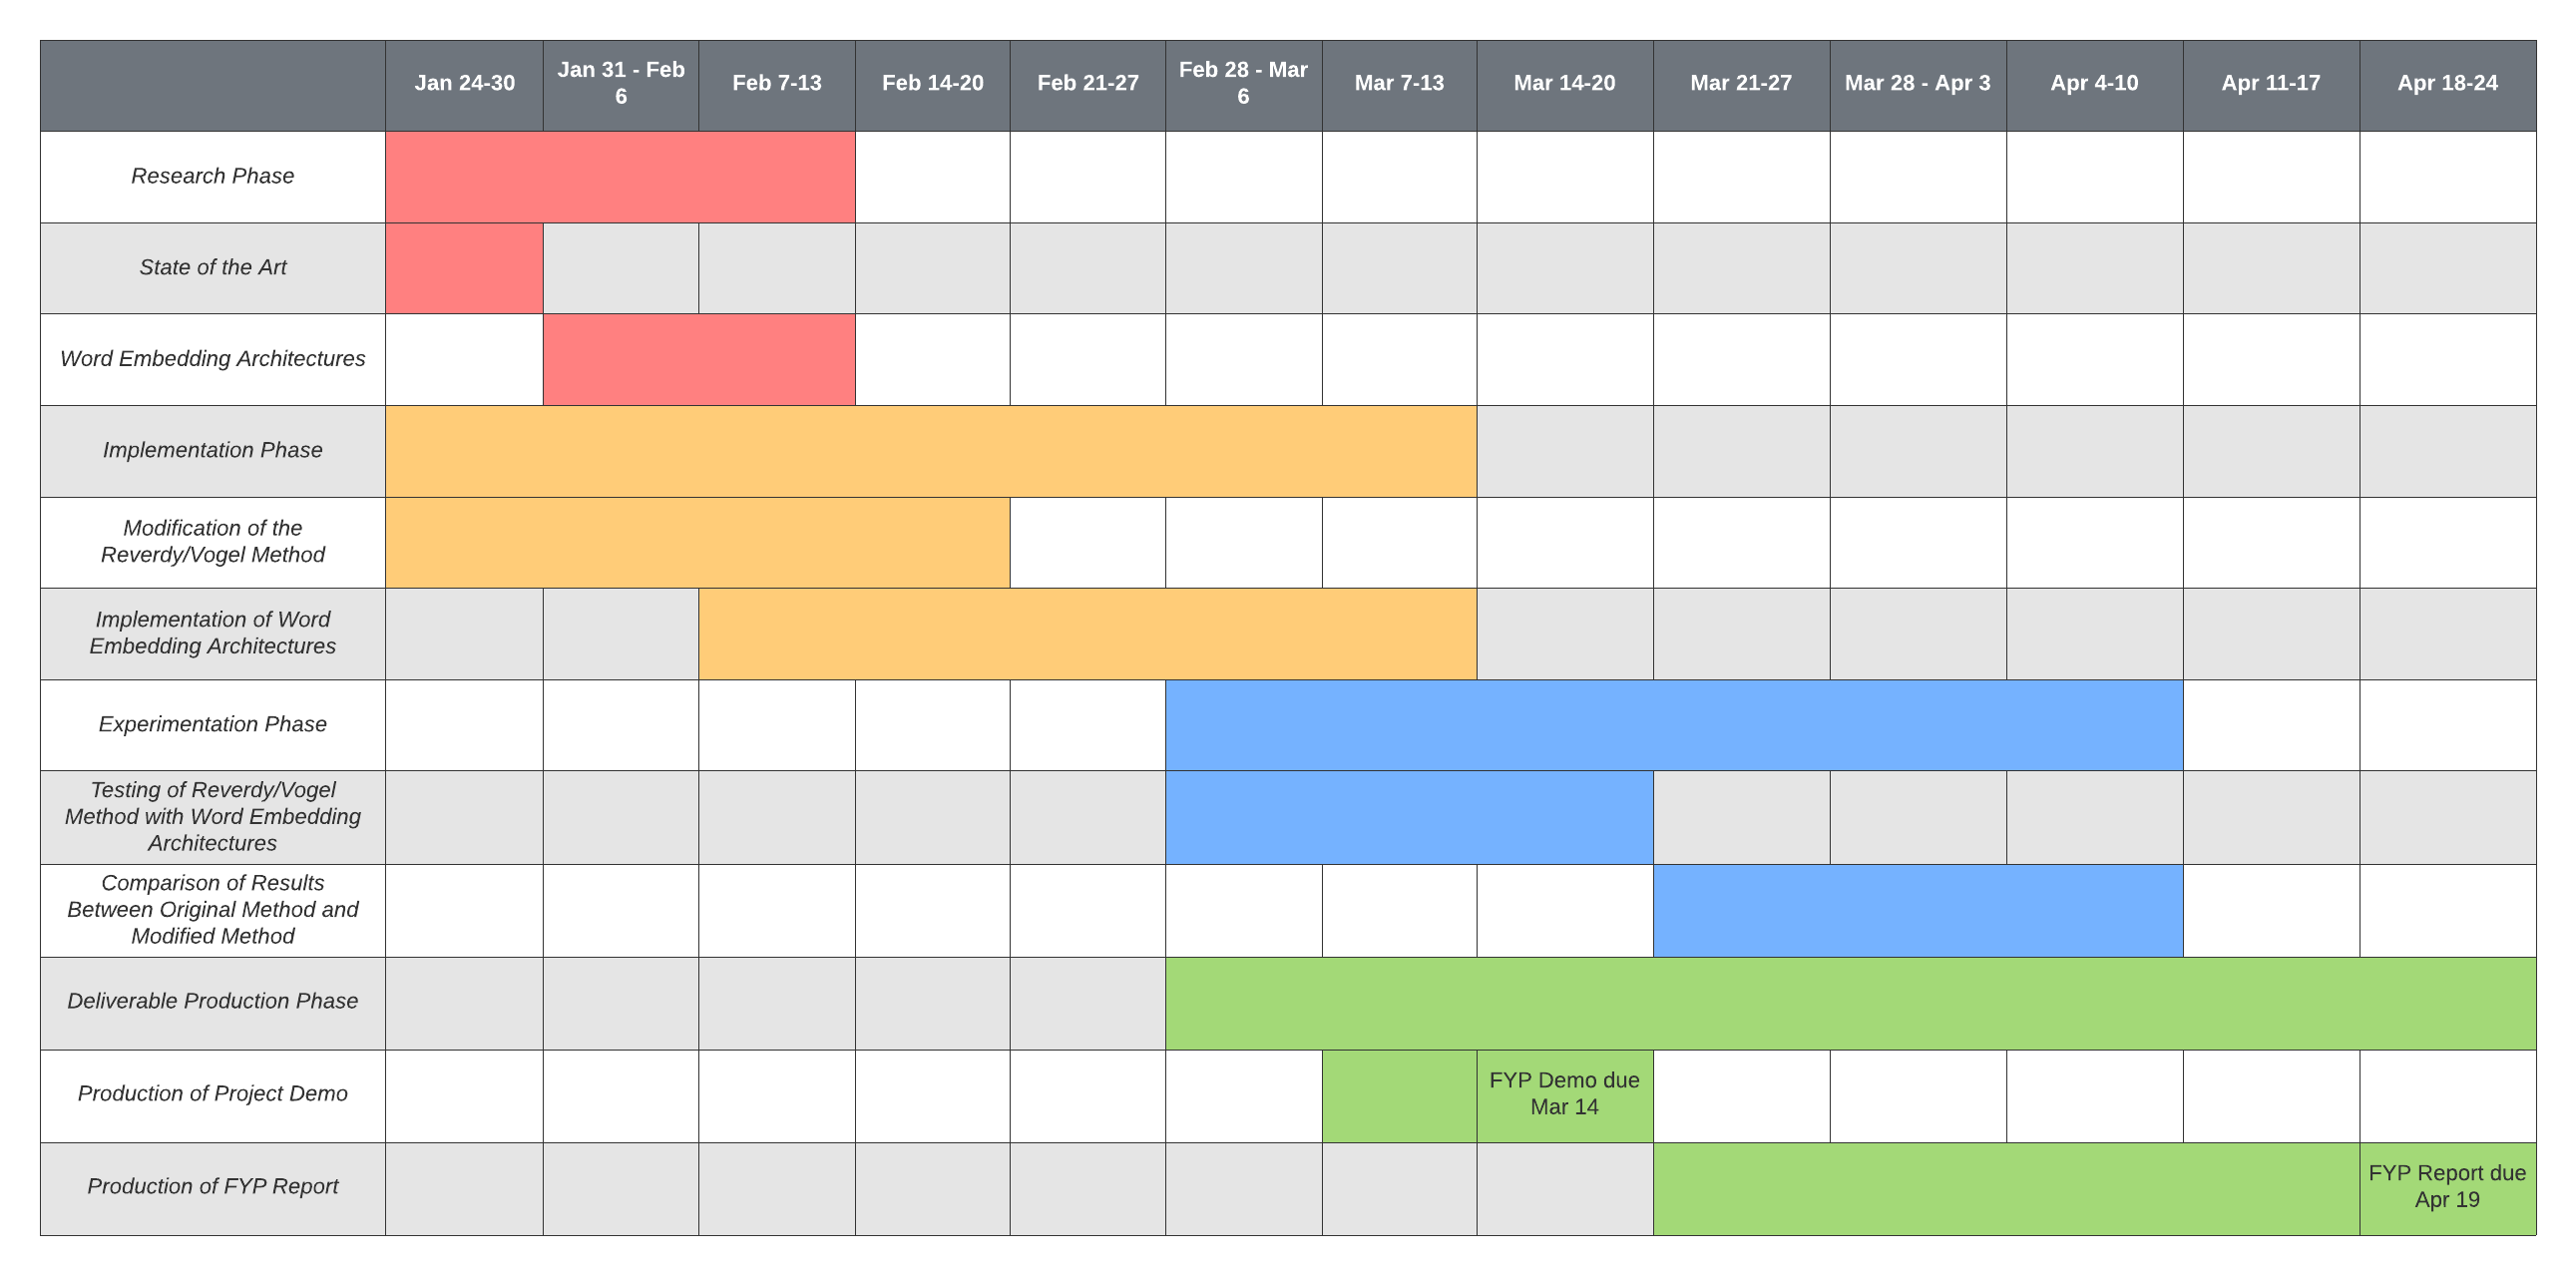 Jan 24-30
Jan 31 - Feb
6
Feb 7-13
Feb 14-20
Feb 21-27
Feb 28 - Mar
6
Mar 7-13
Mar 14-20
Mar 21-27
Mar 28 - Apr 3
Apr 4-10
Apr 11-17
Apr 18-24
Research Phase
State of the Art
Word Embedding Architectures
Implementation Phase
Modification of the
Reverdy/Vogel Method
Implementation of Word
Embedding Architectures
Experimentation Phase
Testing of Reverdy/Vogel
Method with Word Embedding
Architectures
Comparison of Results
Between Original Method and
Modified Method
Deliverable Production Phase
Production of Project Demo
FYP Demo due
Mar 14
Production of FYP Report
FYP Report due
Apr 19